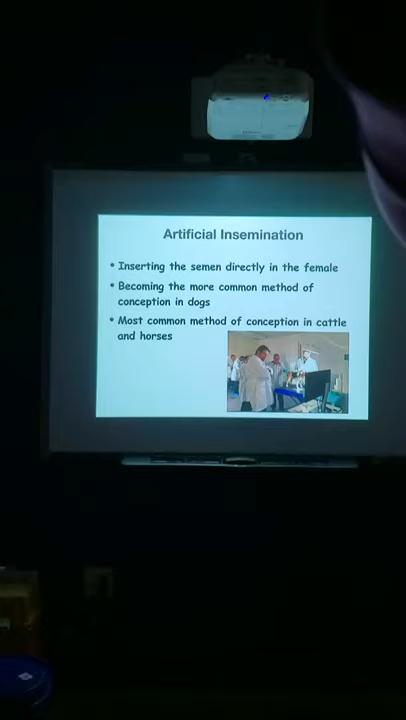 Artificial Insemination
• Inserting the semen directly in the female
• Becoming the more common method of
conception in dogs
• Most common method of conception in cattle
and horses